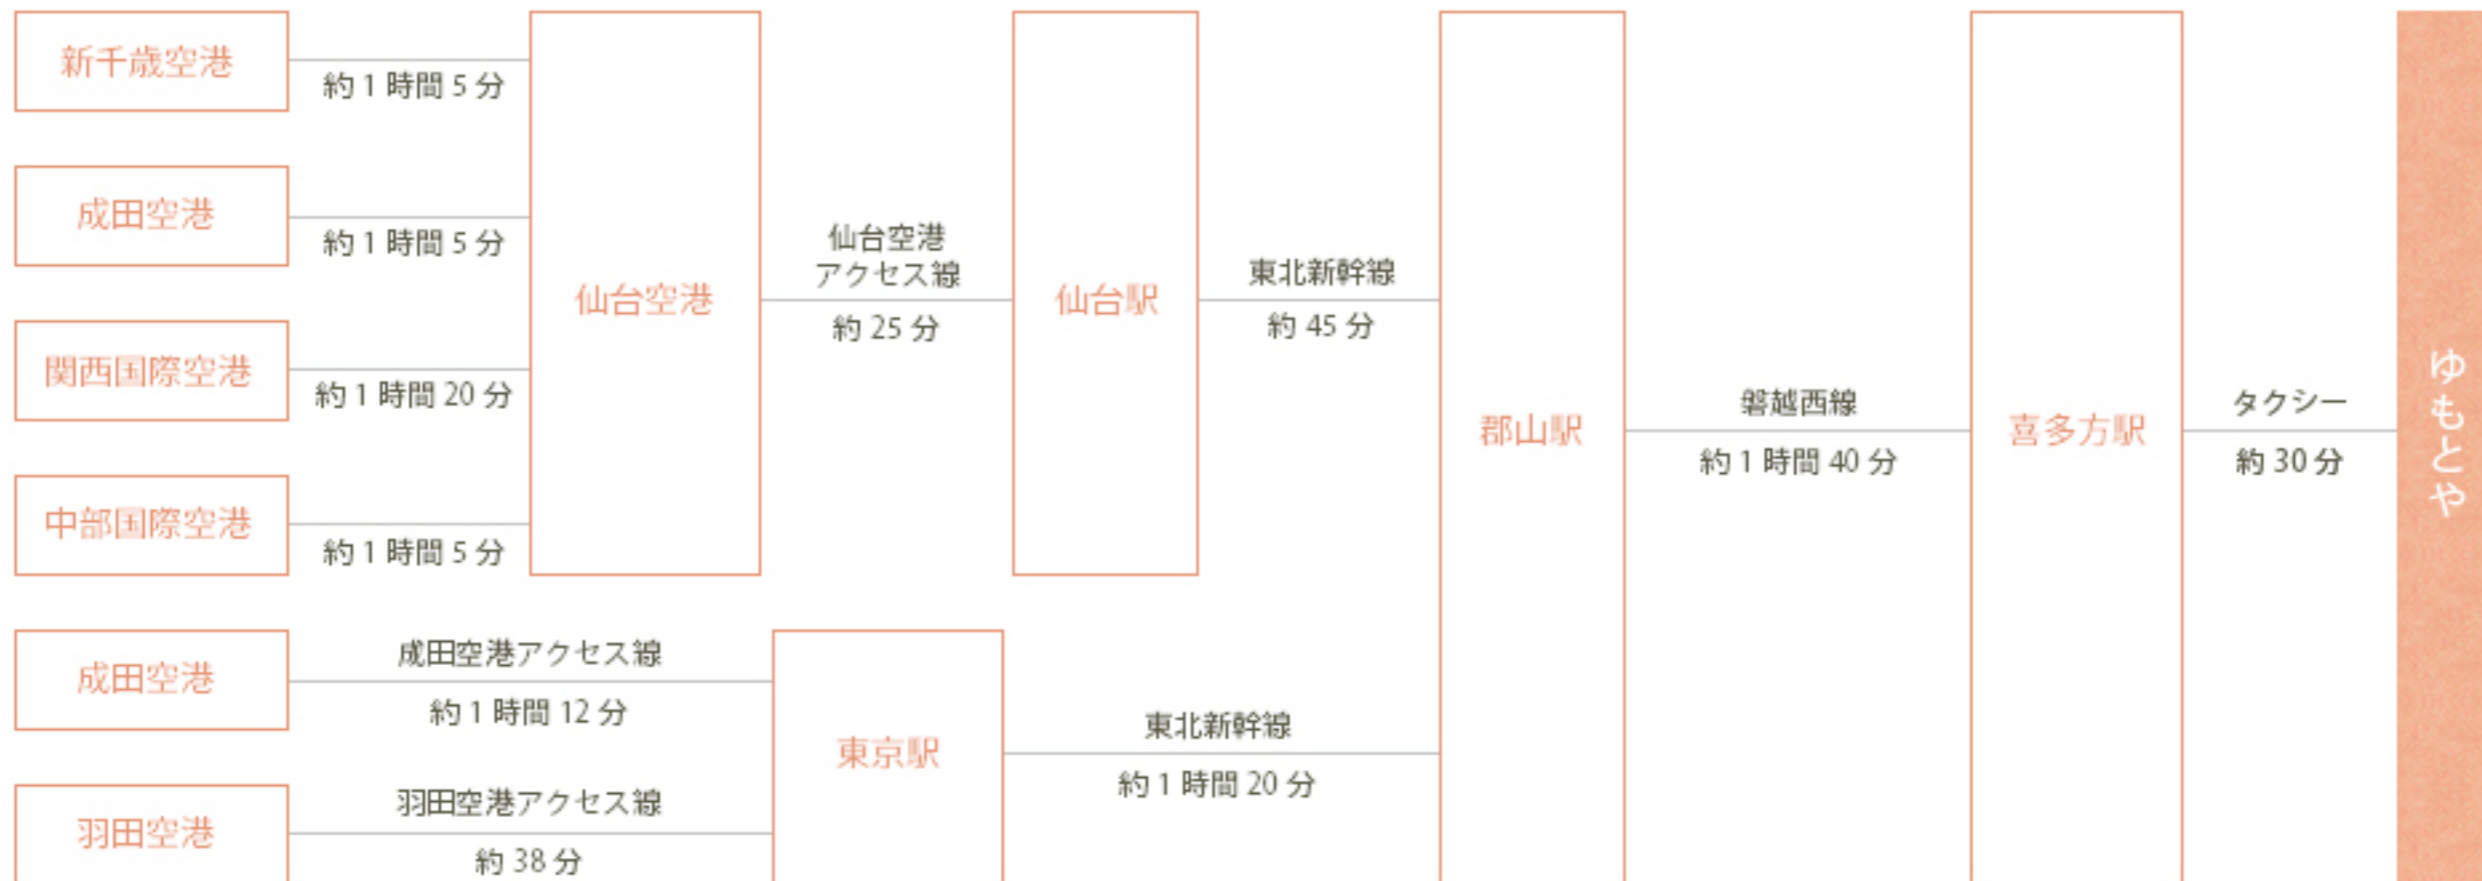 新千歳空港
約 1 時間 5 分
成田空港
約 1 時間 5 分
関西国際空港
約 1 時間 20 分
中部国際空港
約 1 時間 5 分
仙台空港
仙台空港
アクセス線
約 25 分
仙台駅
東北新幹線
約 45 分
成田空港
成田空港アクセス線
約 1 時間 12 分
羽田空港
羽田空港アクセス線
約 38 分
東京駅
東北新幹線
約 1 時間 20 分
郡山駅
磐越西線
約 1 時間 40 分
喜多方駅
タクシー
約 30 分
ゆもとや